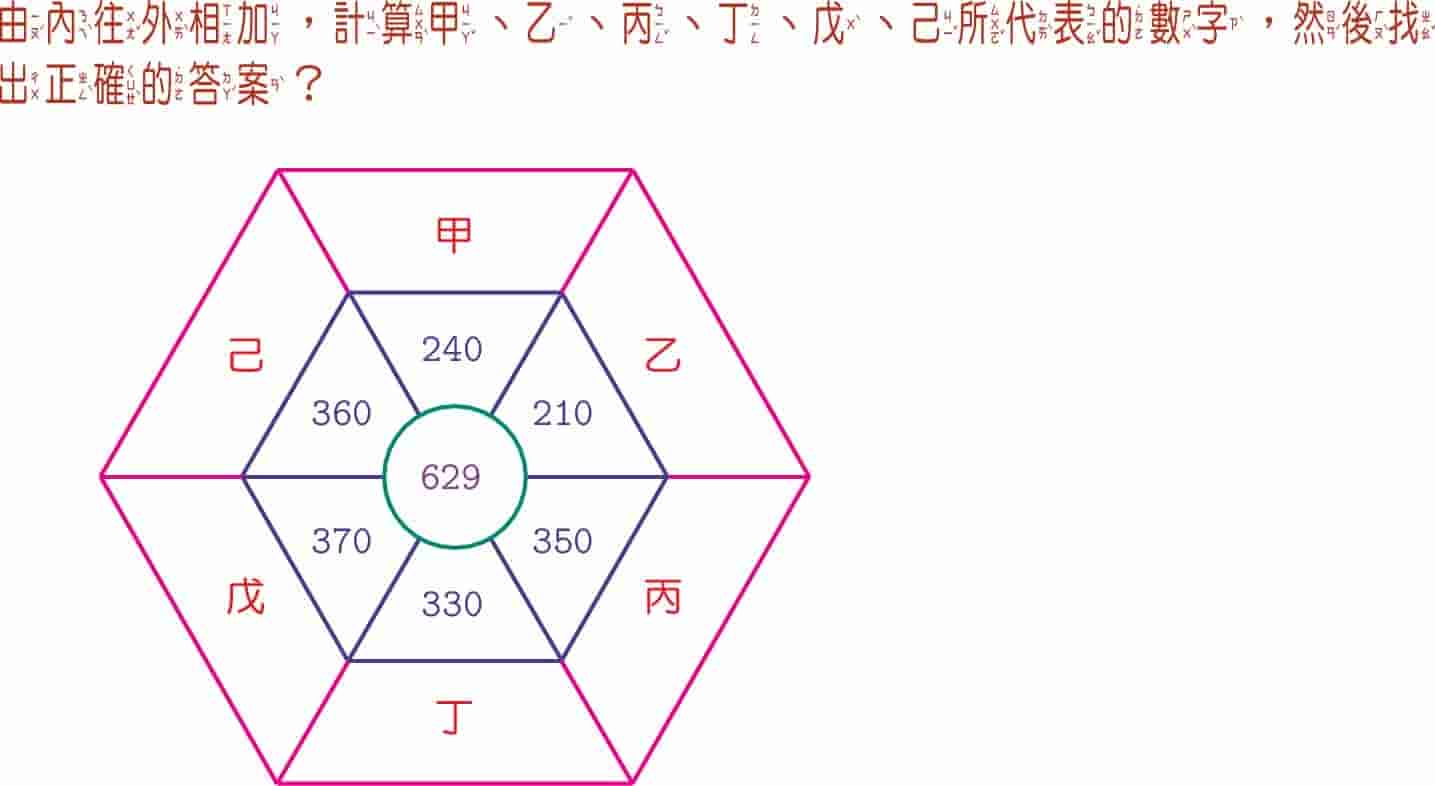 由內往外相加，計算甲、乙、丙、丁、戊、己所代表的數字，然後找
出正確的答案？
甲
己
乙
240
360
210
629
370
350
330
戊
丙
丁